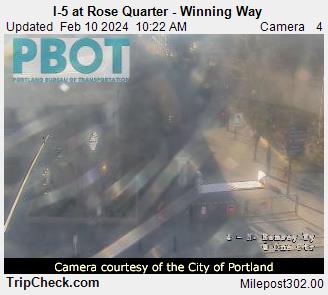 I-5 at Rose Quarter - Winning Way
Updated Feb 10 2024 10:22 AM Camera 4
PBOT
PORTLAND BUREAU OF TRANSPORTATION
Camera courtesy of the City of Portland
TripCheck.com Milepost302.00